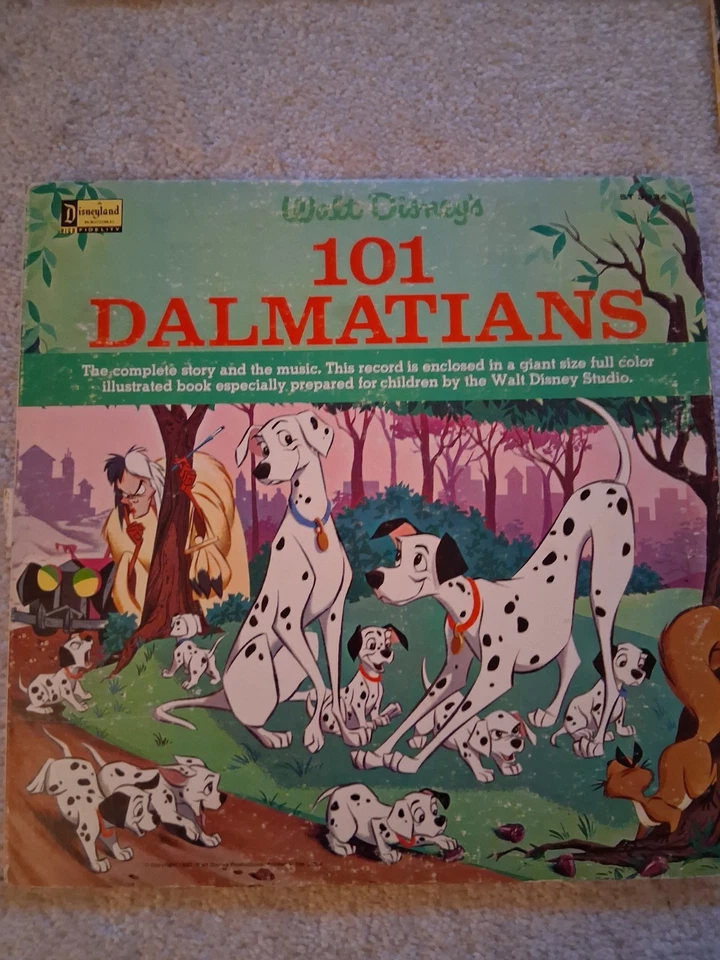 Disneyland
HIGH FIDELITY
Walt Disney's
101
DALMATIANS
The complete story and the music. This record is enclosed in a giant size full color
illustrated book especially prepared for children by the Walt Disney Studio.